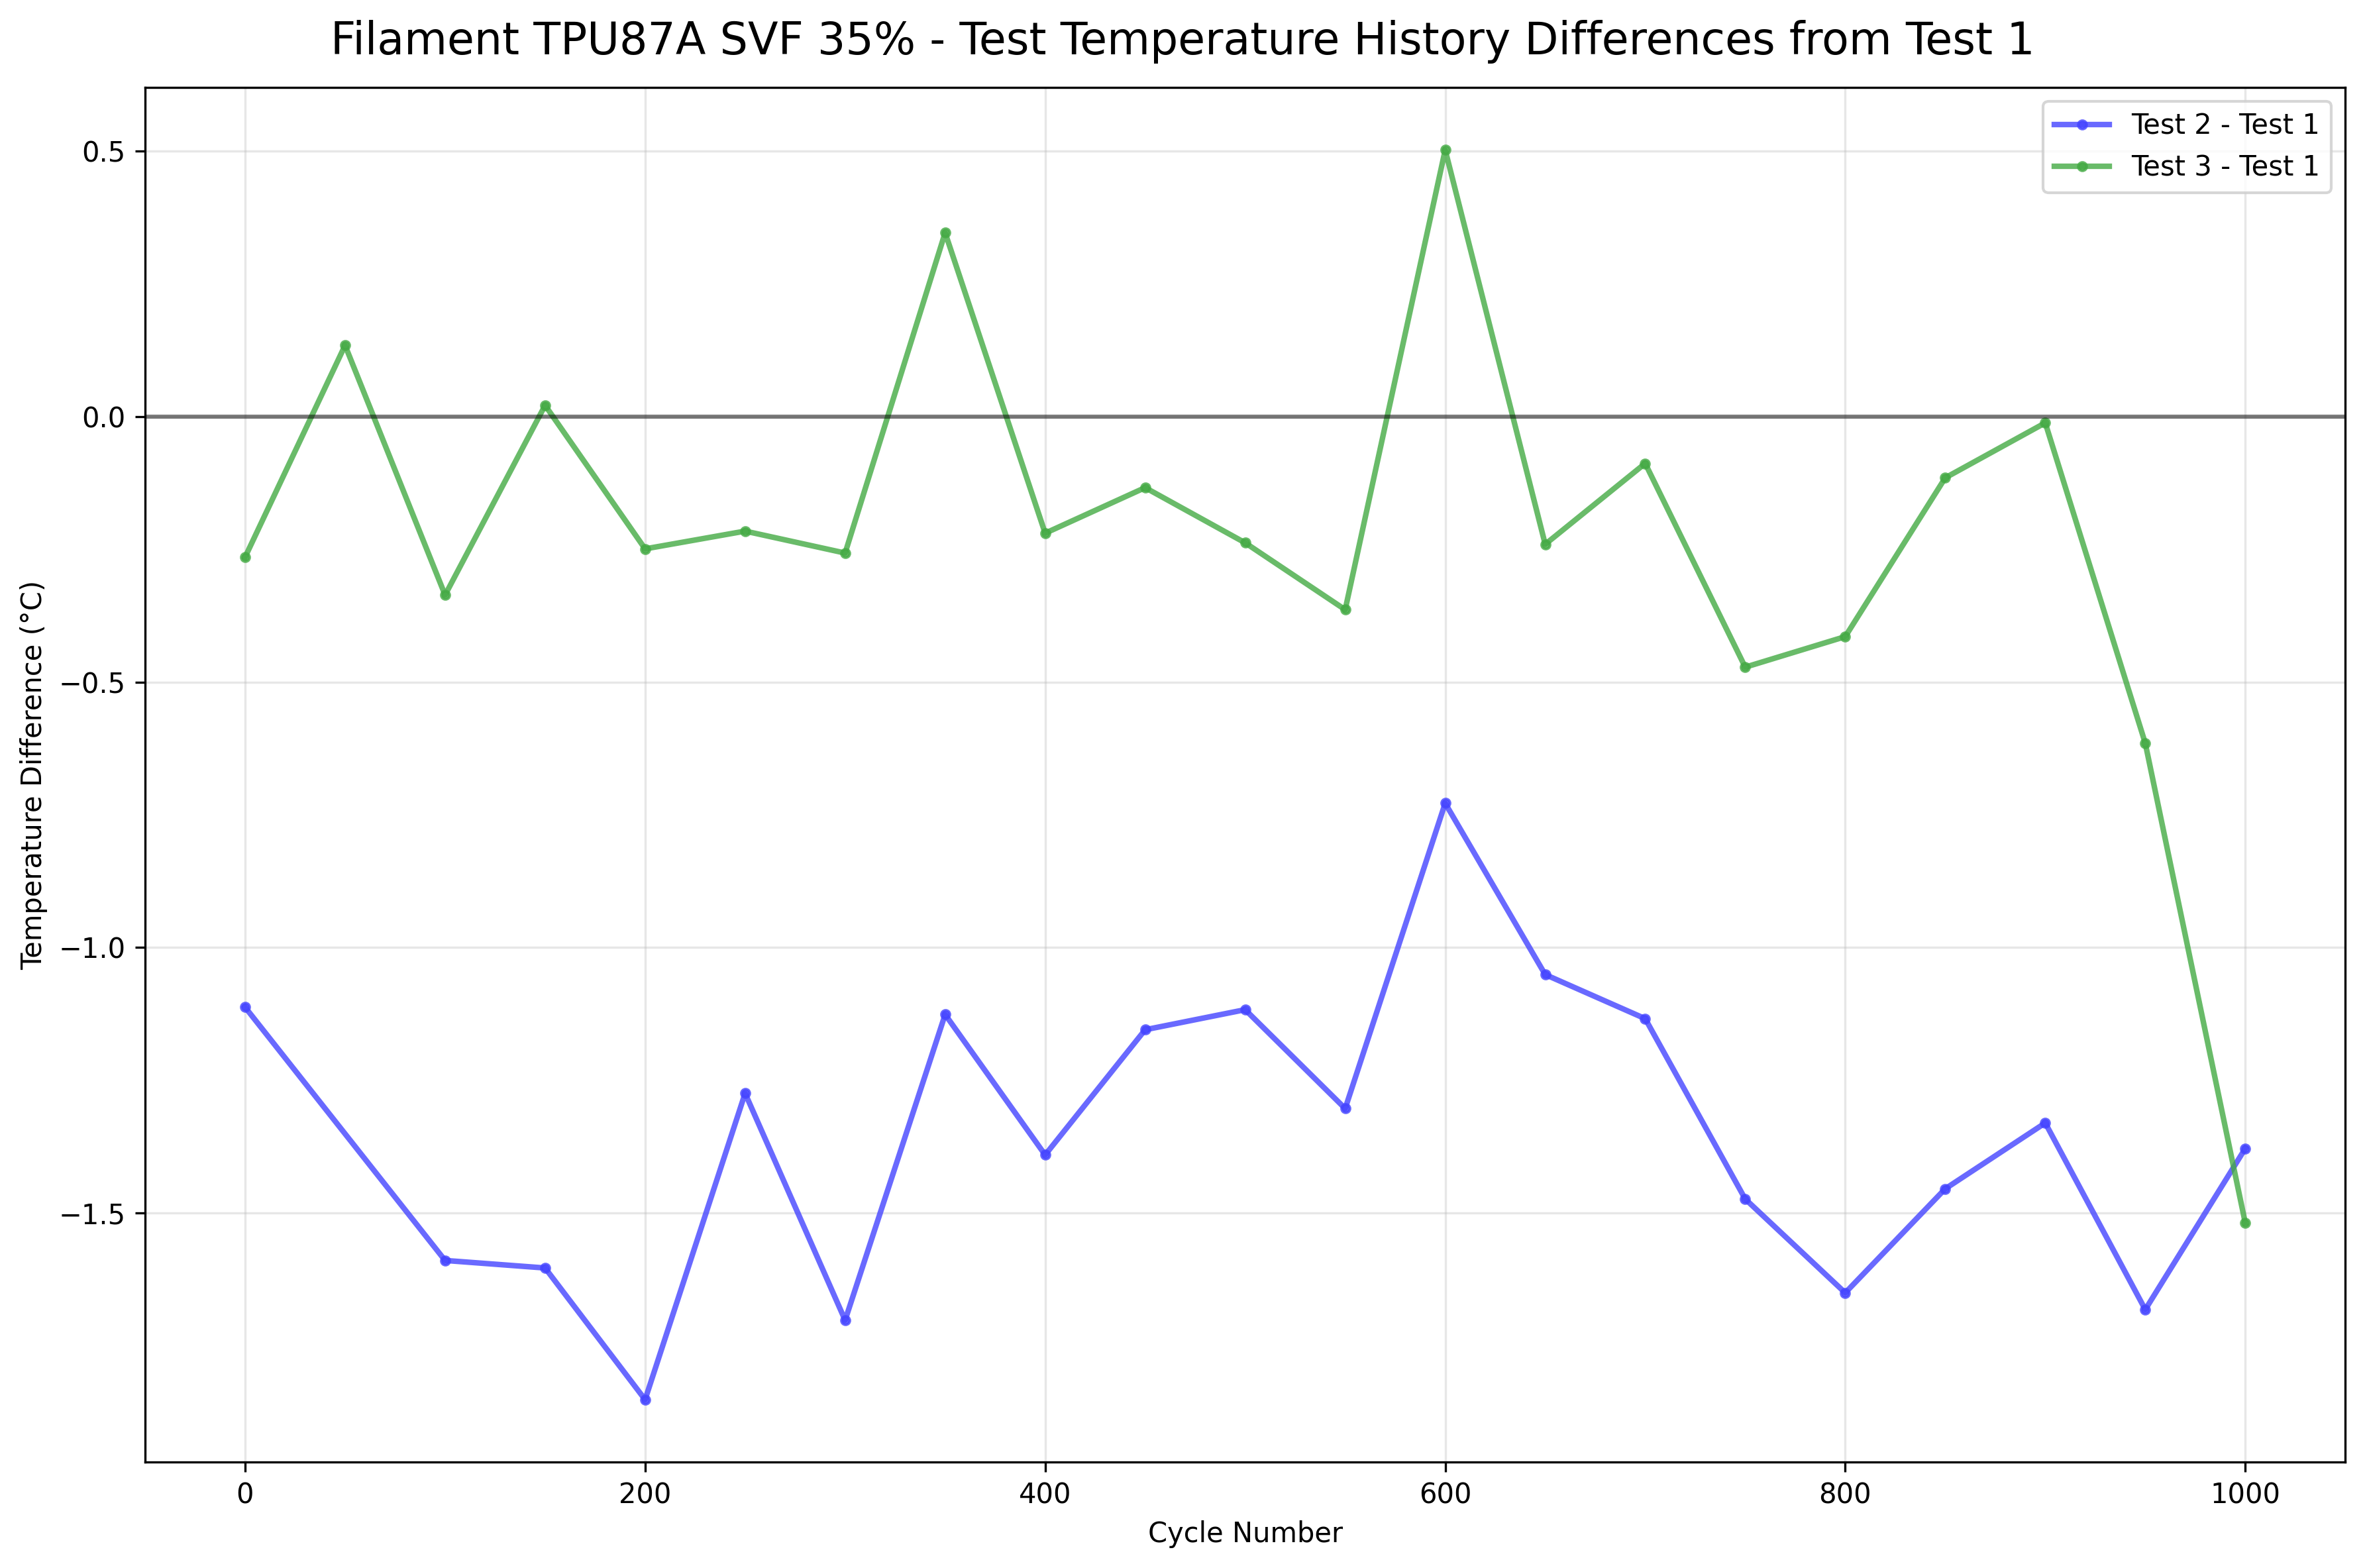 Filament TPU87A SVF 35% - Test Temperature History Differences from Test 1
Test 2 - Test 1
Test 3 - Test 1
Temperature Difference (°C)
0.5
0.0
−0.5
−1.0
−1.5
0 200 400 600 800 1000
Cycle Number